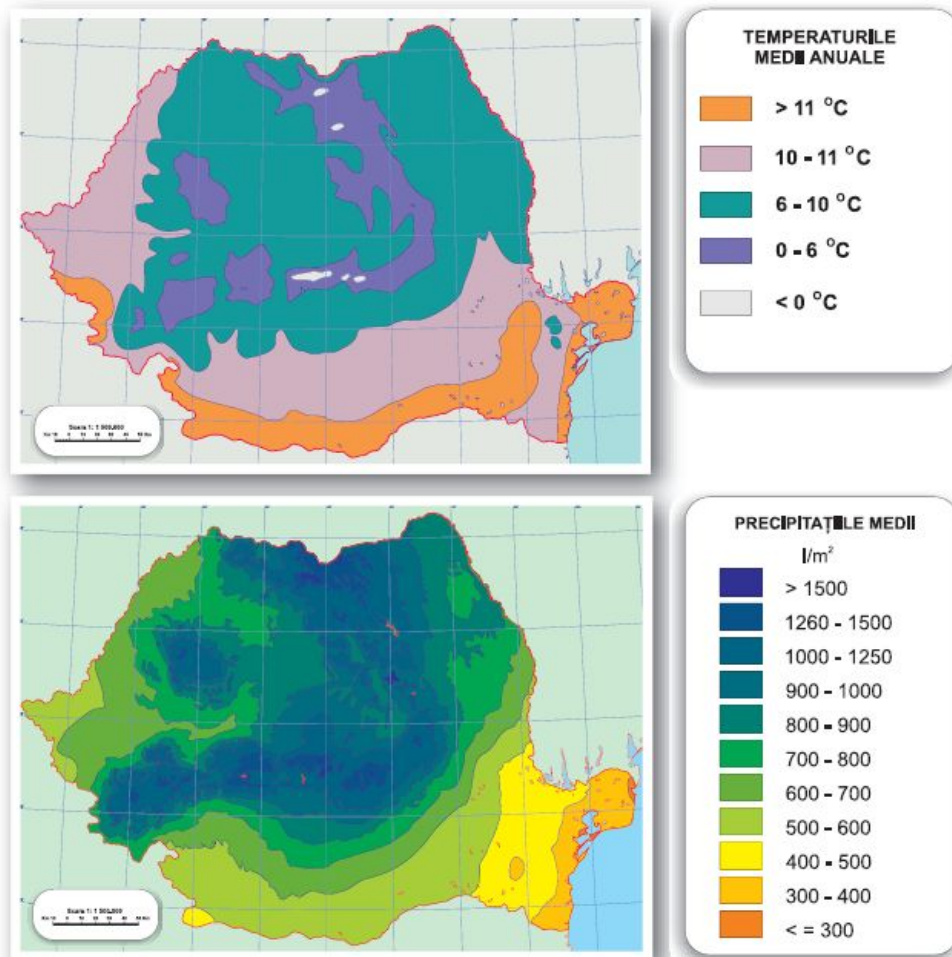 TEMPERATURILE
MEDII ANUALE
> 11 °C
10 - 11 °C
6 - 10 °C
0 - 6 °C
< 0 °C
PRECIPITAȚILE MEDII
l/m²
> 1500
1260 - 1500
1000 - 1250
900 - 1000
800 - 900
700 - 800
600 - 700
500 - 600
400 - 500
300 - 400
< = 300